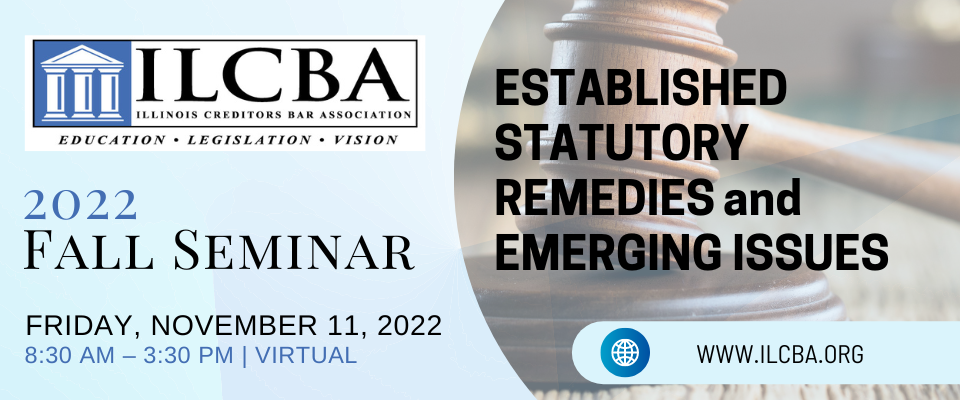 ILCBA
ILLINOIS CREDITORS BAR ASSOCIATION
EDUCATION • LEGISLATION • VISION
2022
FALL SEMINAR
FRIDAY, NOVEMBER 11, 2022
8:30 AM – 3:30 PM | VIRTUAL
ESTABLISHED
STATUTORY
REMEDIES and
EMERGING ISSUES
WWW.ILCBA.ORG